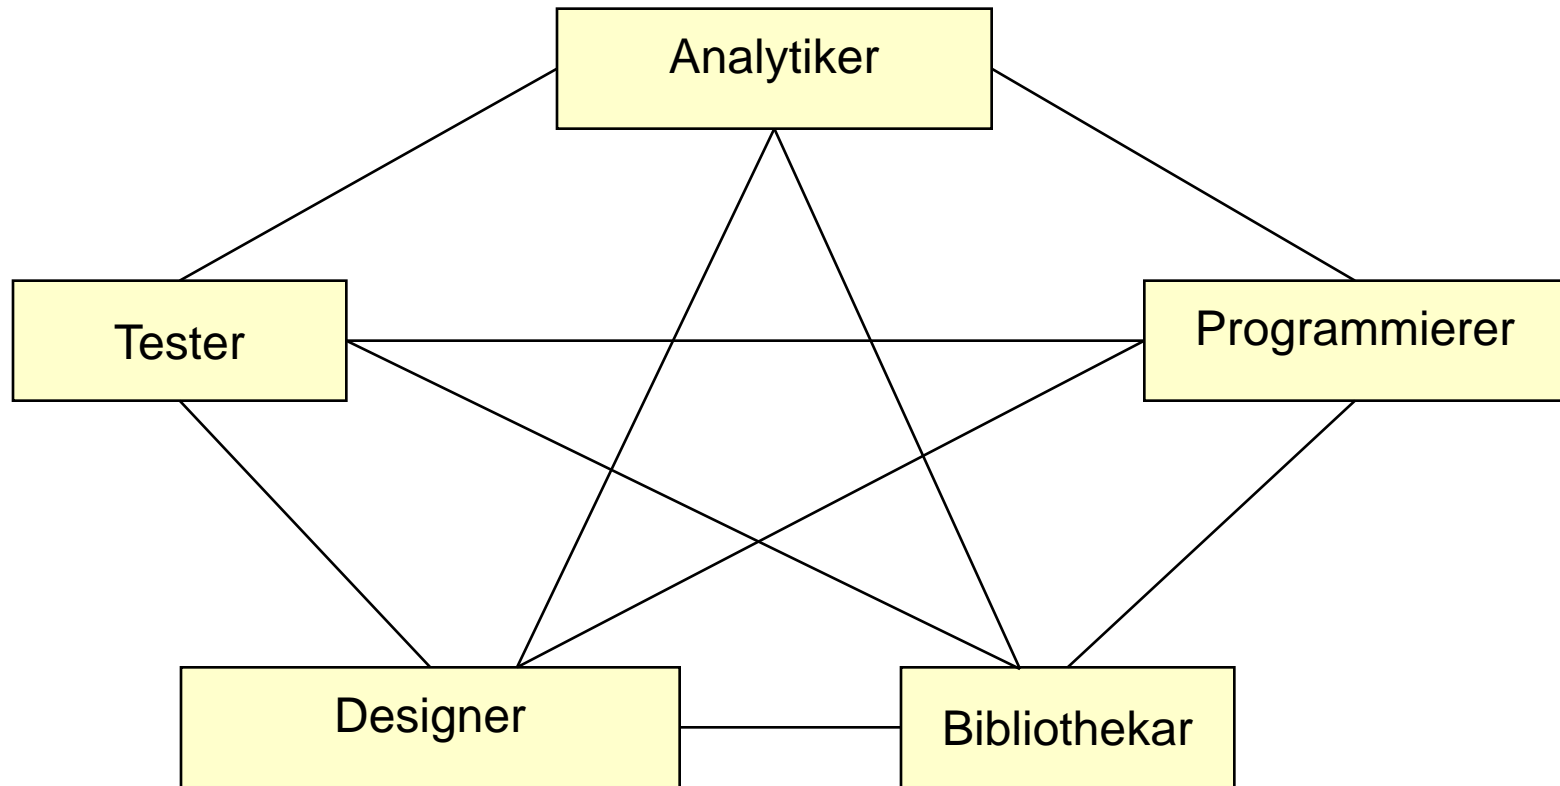 Analytiker
Tester
Programmierer
Designer
Bibliothekar